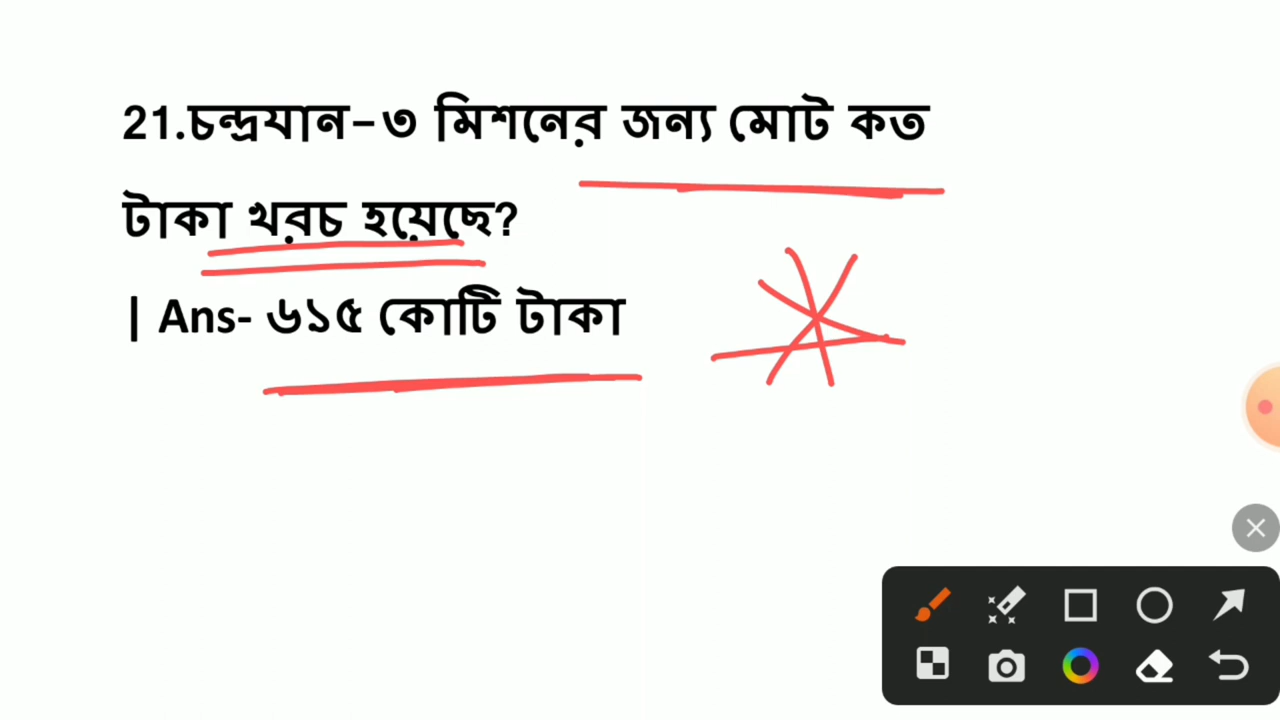 21.চন্দ্রযান-৩ মিশনের জন্য মোট কত
টাকা খরচ হয়েছে?
| Ans- ৬১৫ কোটি টাকা